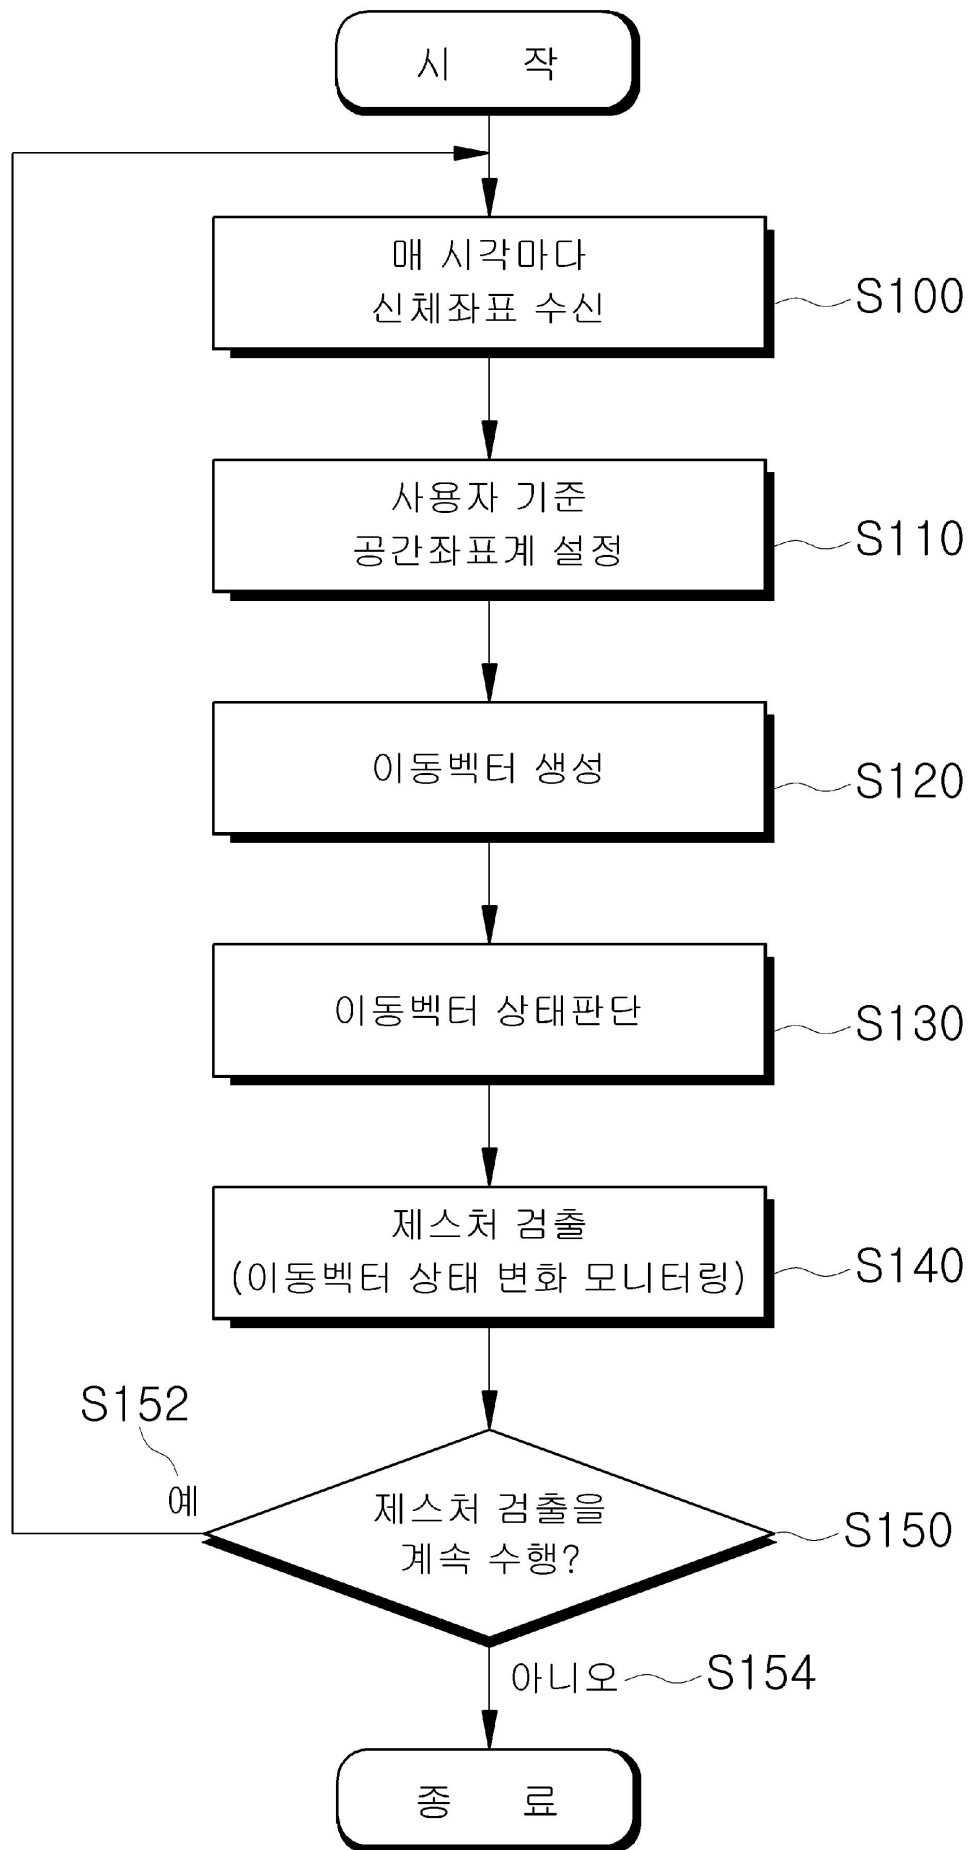 시 작
매 시각마다
신체좌표 수신
S100
사용자 기준
공간좌표계 설정
S110
이동벡터 생성
S120
이동벡터 상태판단
S130
제스처 검출
(이동벡터 상태 변화 모니터링)
S140
S152
예
제스처 검출을
계속 수행?
S150
아니오
S154
종 료